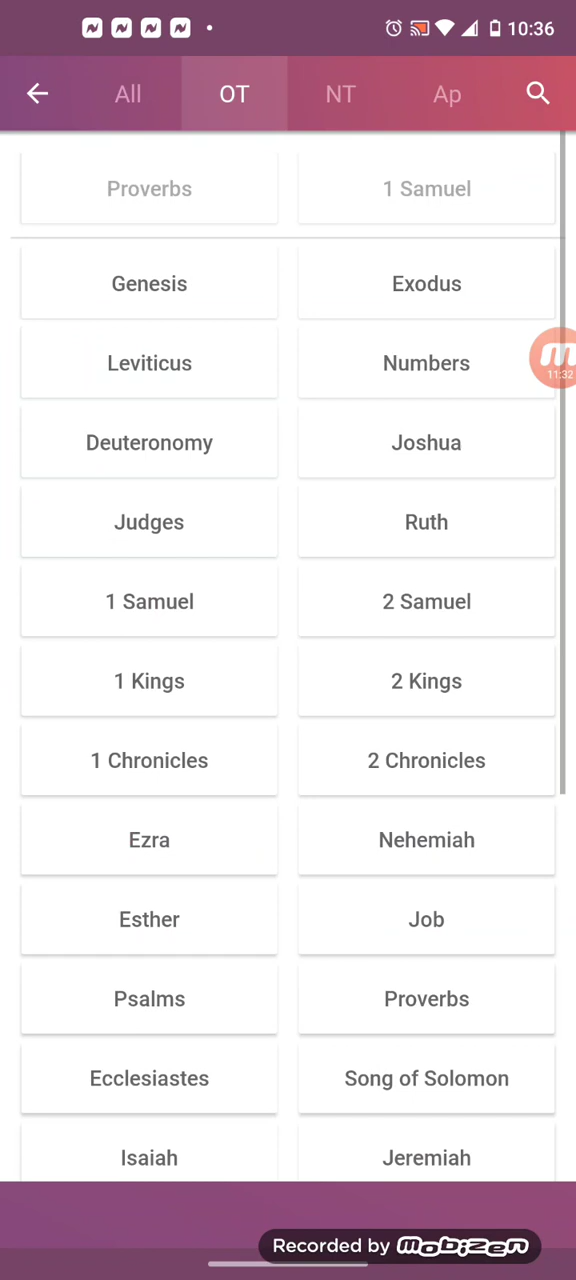 10:36
All OT NT Ap
Proverbs 1 Samuel
Genesis Exodus
Leviticus Numbers
11:32
Deuteronomy Joshua
Judges Ruth
1 Samuel 2 Samuel
1 Kings 2 Kings
1 Chronicles 2 Chronicles
Ezra Nehemiah
Esther Job
Psalms Proverbs
Ecclesiastes Song of Solomon
Isaiah Jeremiah
Recorded by mobizen